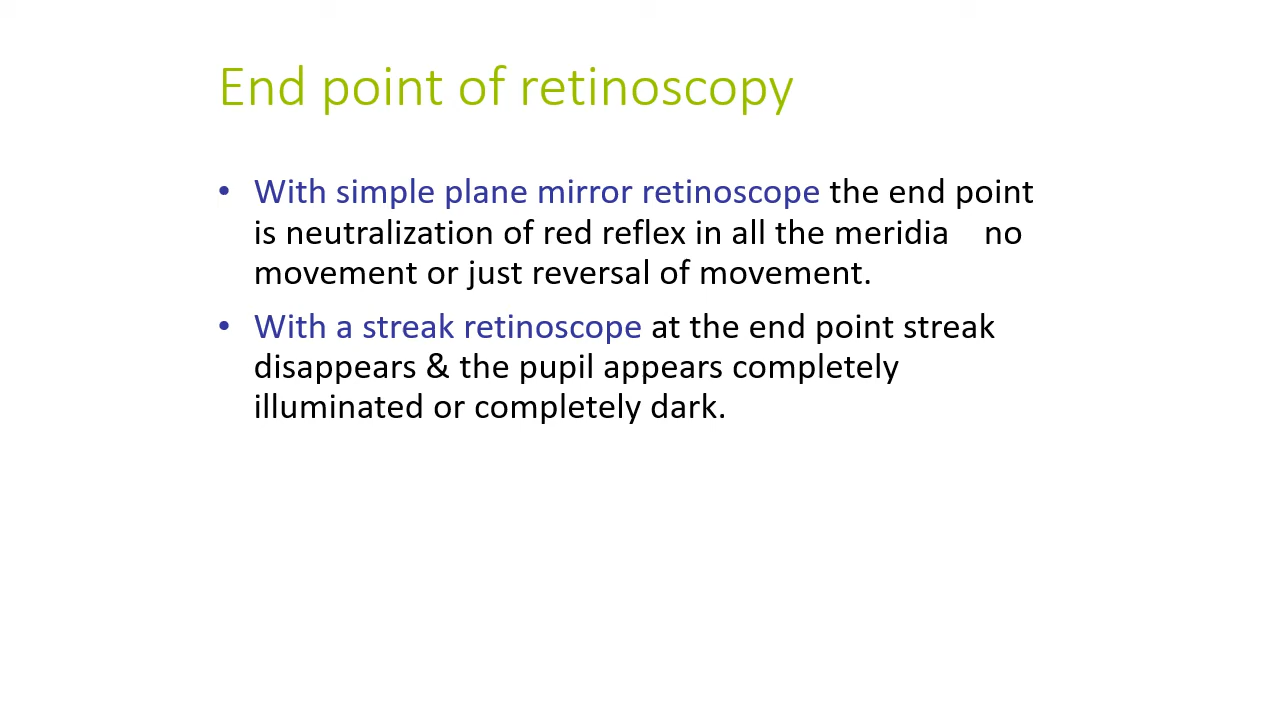 End point of retinoscopy
• With simple plane mirror retinoscope the end point
is neutralization of red reflex in all the meridia no
movement or just reversal of movement.
• With a streak retinoscope at the end point streak
disappears & the pupil appears completely
illuminated or completely dark.